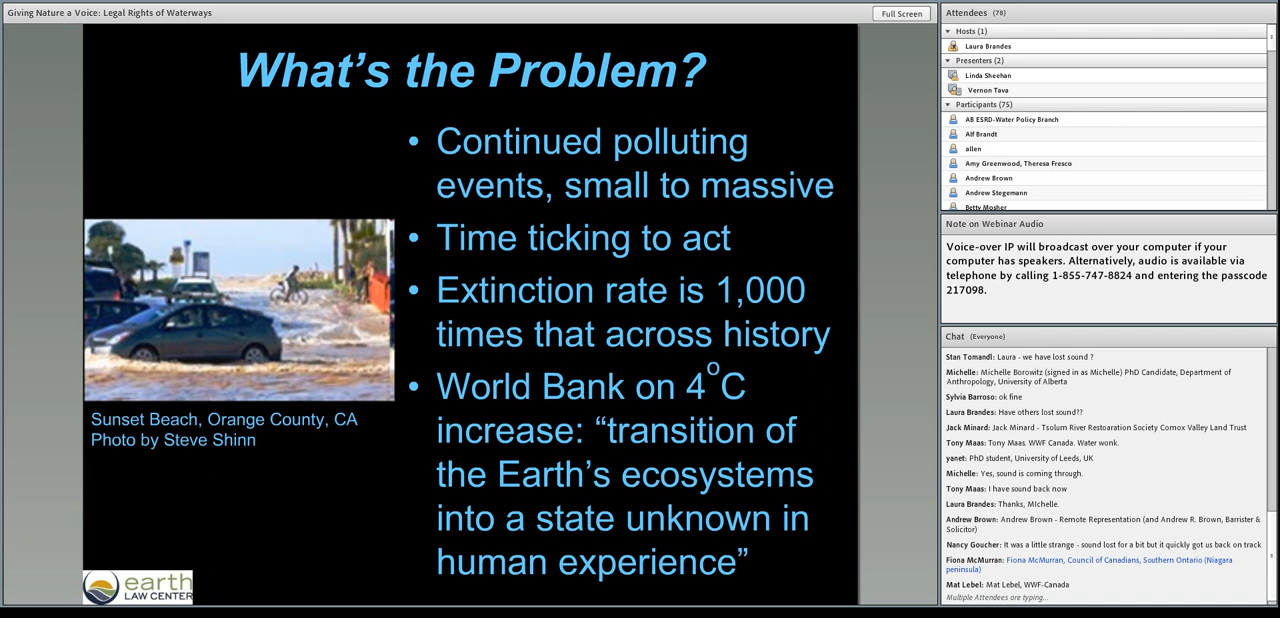 Giving Nature a Voice: Legal Rights of Waterways
Full Screen
What's the Problem?
• Continued polluting
events, small to massive
• Time ticking to act
• Extinction rate is 1,000
times that across history
• World Bank on 4°C
increase: “transition of
the Earth’s ecosystems
into a state unknown in
human experience”
Sunset Beach, Orange County, CA
Photo by Steve Shinn
earth
LAW CENTER
Attendees (78)
Hosts (1)
Laura Brandes
Presenters (2)
Linda Sheehan
Vernon Tava
Participants (75)
AB ESRD-Water Policy Branch
Alf Brandt
allen
Amy Greenwood, Theresa Fresco
Andrew Brown
Andrew Stegemann
Betty Mosher
Note on Webinar Audio
Voice-over IP will broadcast over your computer if your
computer has speakers. Alternatively, audio is available via
telephone by calling 1-855-747-8824 and entering the passcode
217098.
Chat (Everyone)
Stan Tomandl: Laura - we have lost sound ?
Michelle: Michelle Borowitz (signed in as Michelle) PhD Candidate, Department of
Anthropology, University of Alberta
Sylvia Barroso: ok fine
Laura Brandes: Have others lost sound??
Jack Minard: Jack Minard - Tsolum River Restoaration Society Comox Valley Land Trust
Tony Maas: Tony Maas. WWF Canada. Water wonk.
yanet: PhD student, University of Leeds, UK
Michelle: Yes, sound is coming through.
Tony Maas: I have sound back now
Laura Brandes: Thanks, MIchelle.
Andrew Brown: Andrew Brown - Remote Representation (and Andrew R. Brown, Barrister &
Solicitor)
Nancy Goucher: It was a little strange - sound lost for a bit but it quickly got us back on track
Fiona McMurran: Fiona McMurran, Council of Canadians, Southern Ontario (Niagara
peninsula)
Mat Lebel: Mat Lebel, WWF-Canada
Multiple Attendees are typing...